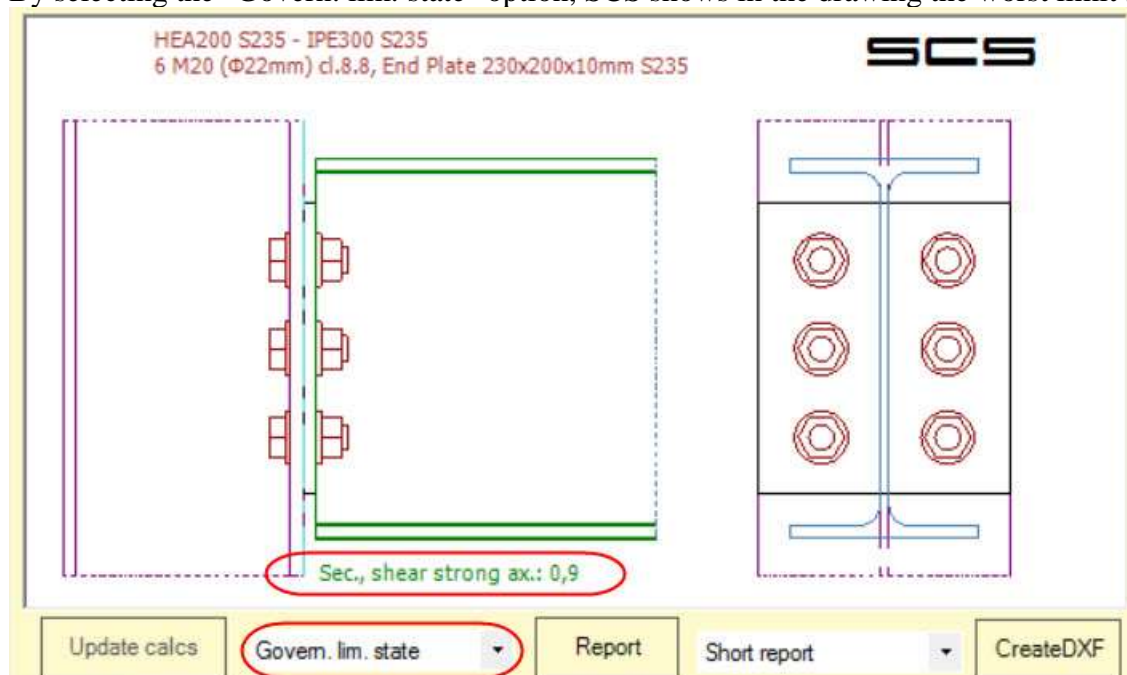 By selecting the "Govern. lim. state" option, SCS shows in the drawing the worst limit
HEA200 S235 - IPE300 S235
6 M20 (Φ22mm) cl.8.8, End Plate 230x200x10mm S235
SCS
Sec., shear strong ax.: 0,9
Update calcs
Govern. lim. state
Report
Short report
CreateDXF